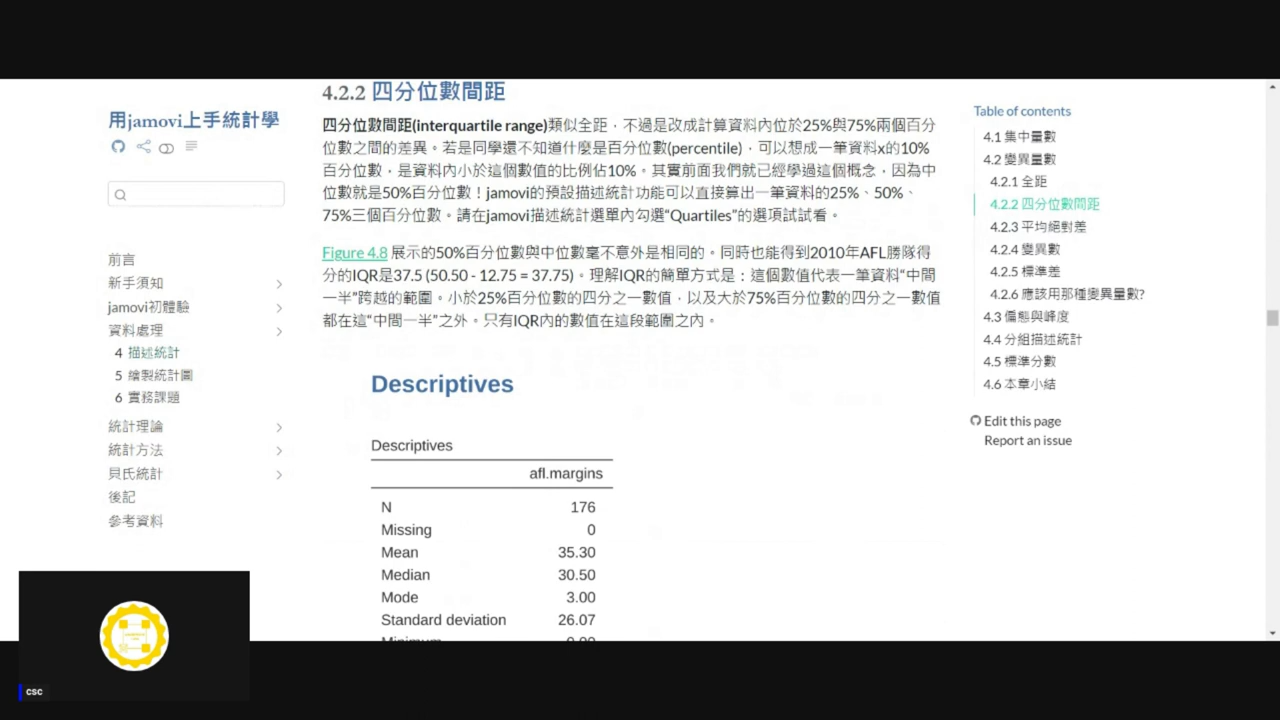 用jamovi上手統計學
前言
新手須知
jamovi初體驗
資料處理
4 描述統計
5 繪製統計圖
6 實務課題
統計理論
統計方法
貝氏統計
後記
參考資料
4.2.2 四分位數間距
四分位數間距(interquartile range)類似全距，不過是改成計算資料內位於25%與75%兩個百分
位數之間的差異。若是同學還不知道什麼是百分位數(percentile)，可以想成一筆資料x的10%
百分位數，是資料內小於這個數值的比例佔10%。其實前面我們就已經學過這個概念，因為中
位數就是50%百分位數！jamovi的預設描述統計功能可以直接算出一筆資料的25%、50%、
75%三個百分位數。請在jamovi描述統計選單內勾選“Quartiles”的選項試試看。
Figure 4.8 展示的50%百分位數與中位數毫不意外是相同的。同時也能得到2010年AFL勝隊得
分的IQR是37.5 (50.50 - 12.75 = 37.75)。理解IQR的簡單方式是：這個數值代表一筆資料“中間
一半”跨越的範圍。小於25%百分位數的四分之一數值，以及大於75%百分位數的四分之一數值
都在這“中間一半”之外。只有IQR內的數值在這段範圍之內。
Descriptives
Descriptives
afl.margins
N 176
Missing 0
Mean 35.30
Median 30.50
Mode 3.00
Standard deviation 26.07
Minimum 0.00
Table of contents
4.1 集中量數
4.2 變異量數
4.2.1 全距
4.2.2 四分位數間距
4.2.3 平均絕對差
4.2.4 變異數
4.2.5 標準差
4.2.6 應該用那種變異量數?
4.3 偏態與峰度
4.4 分組描述統計
4.5 標準分數
4.6 本章小結
Edit this page
Report an issue
csc